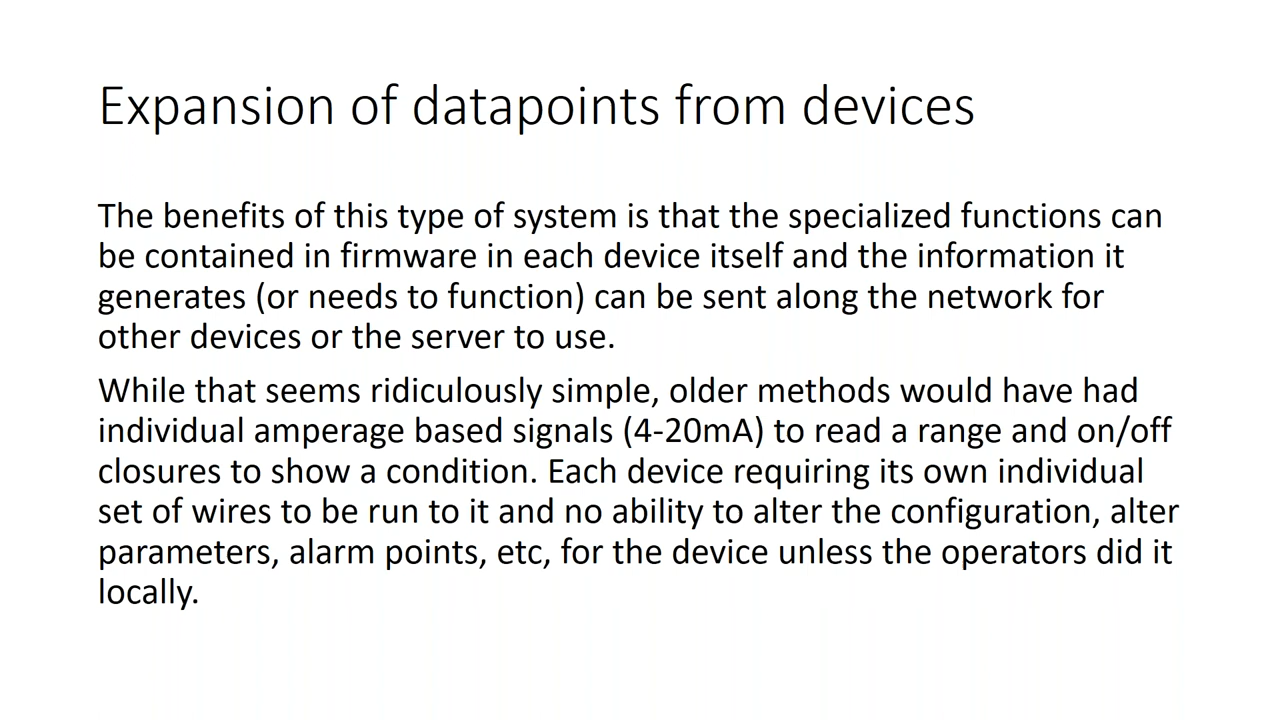 Expansion of datapoints from devices
The benefits of this type of system is that the specialized functions can
be contained in firmware in each device itself and the information it
generates (or needs to function) can be sent along the network for
other devices or the server to use.
While that seems ridiculously simple, older methods would have had
individual amperage based signals (4-20mA) to read a range and on/off
closures to show a condition. Each device requiring its own individual
set of wires to be run to it and no ability to alter the configuration, alter
parameters, alarm points, etc, for the device unless the operators did it
locally.